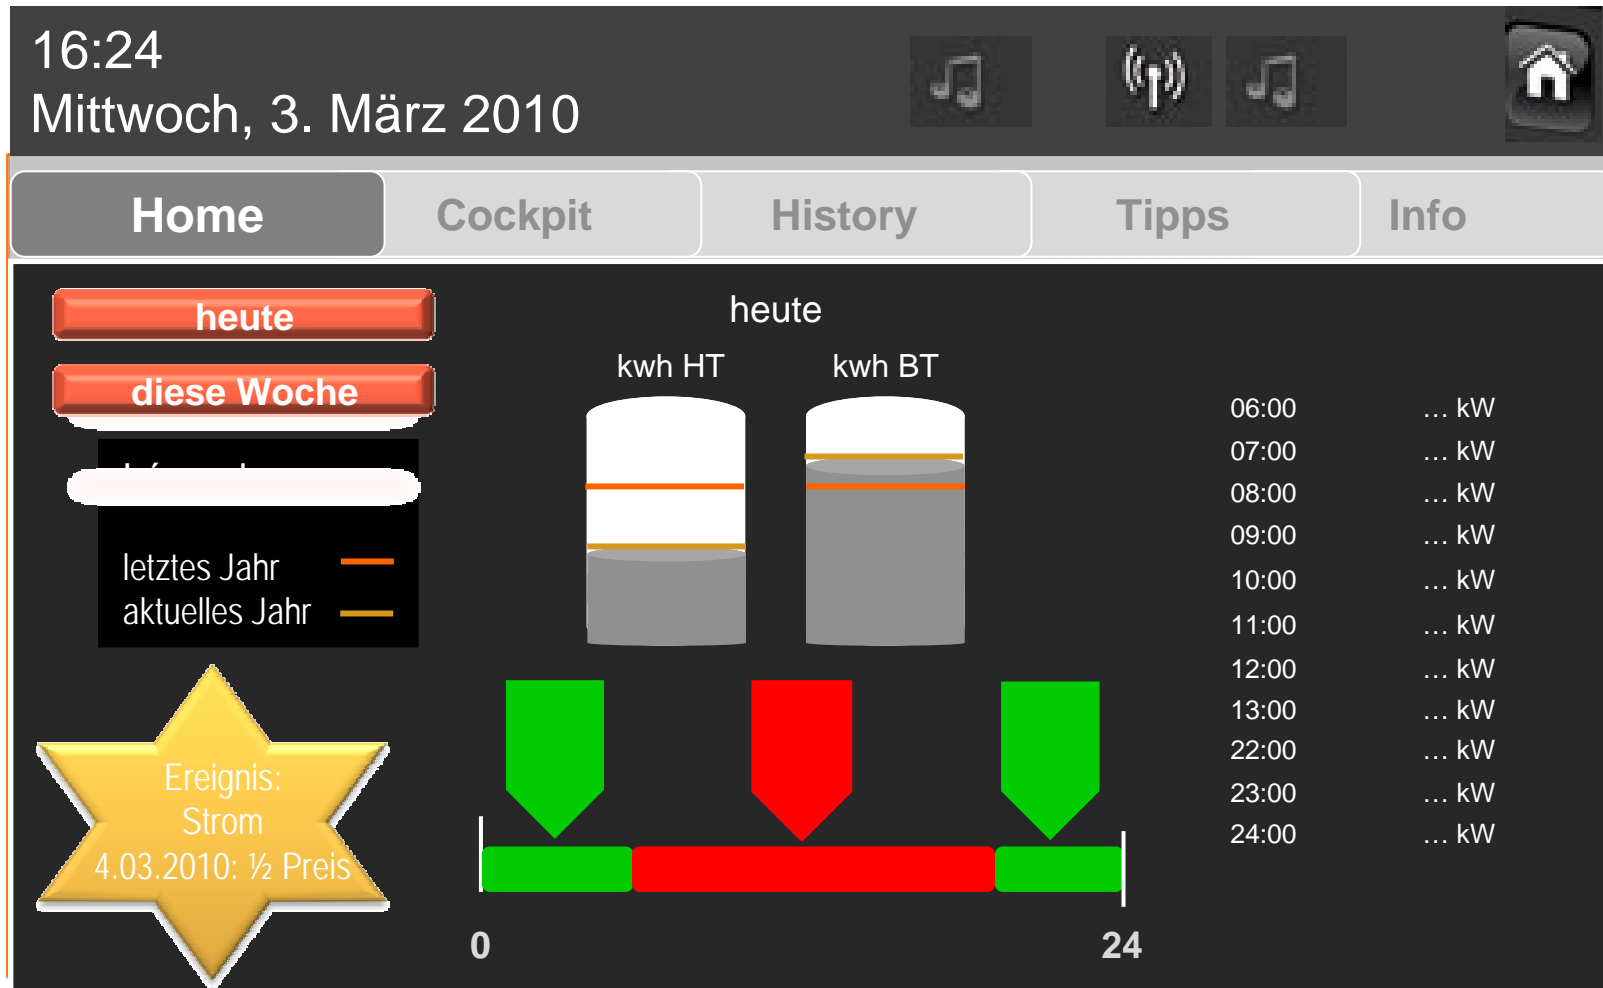 16:24
Mittwoch, 3. März 2010
Home Cockpit History Tipps Info
heute
diese Woche
letztes Jahr
aktuelles Jahr
Ereignis:
Strom
4.03.2010: ½ Preis
heute
kwh HT kwh BT
0 24
06:00 … kW
07:00 … kW
08:00 … kW
09:00 … kW
10:00 … kW
11:00 … kW
12:00 … kW
13:00 … kW
22:00 … kW
23:00 … kW
24:00 … kW